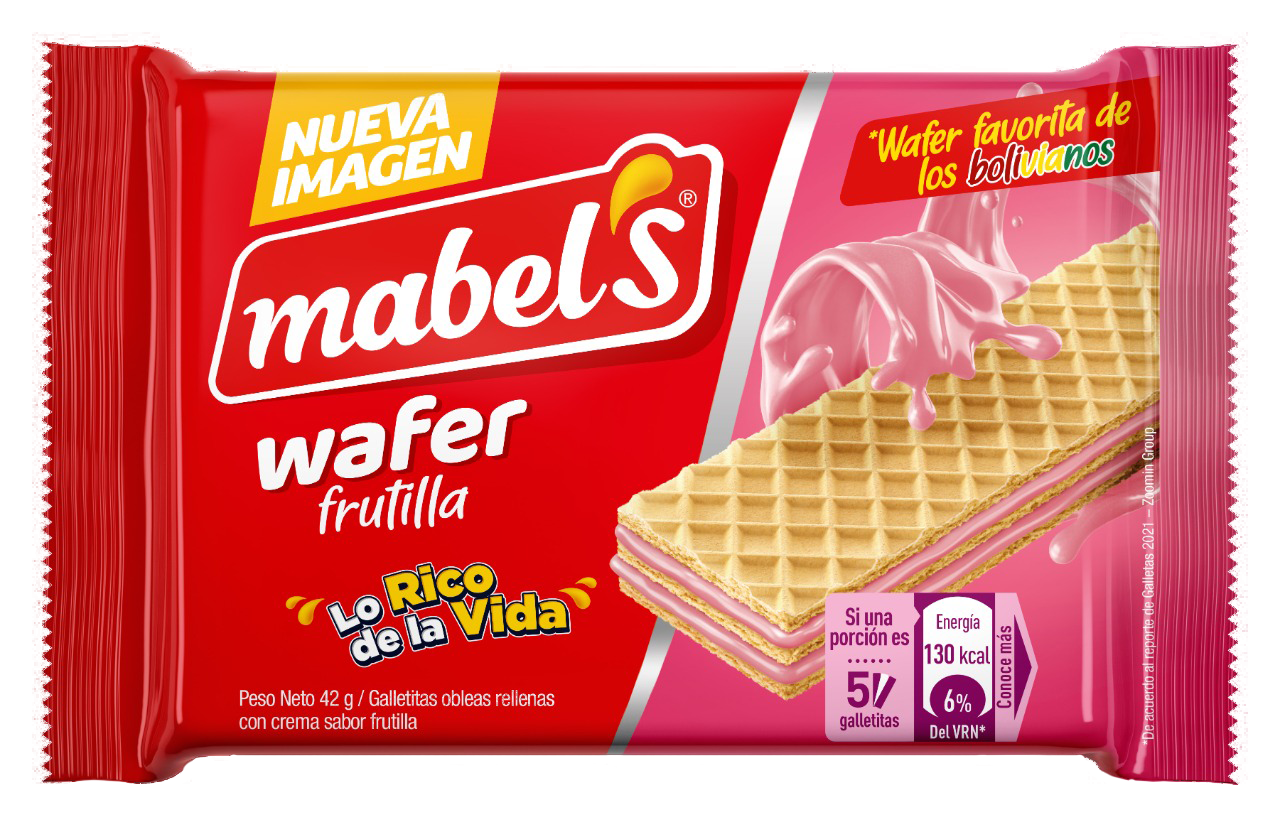 NUEVA
IMAGEN
mabel's®
wafer
frutilla
Lo Rico
de la Vida
Peso Neto 42 g / Galletitas obleas rellenas
con crema sabor frutilla
*Wafer favorita de
los bolivianos
Si una
porción es
......
5
galletitas
Energía
130 kcal
6%
Del VRN*
Conoce más
*De acuerdo al reporte de Galletas 2021 – Zoomin Group